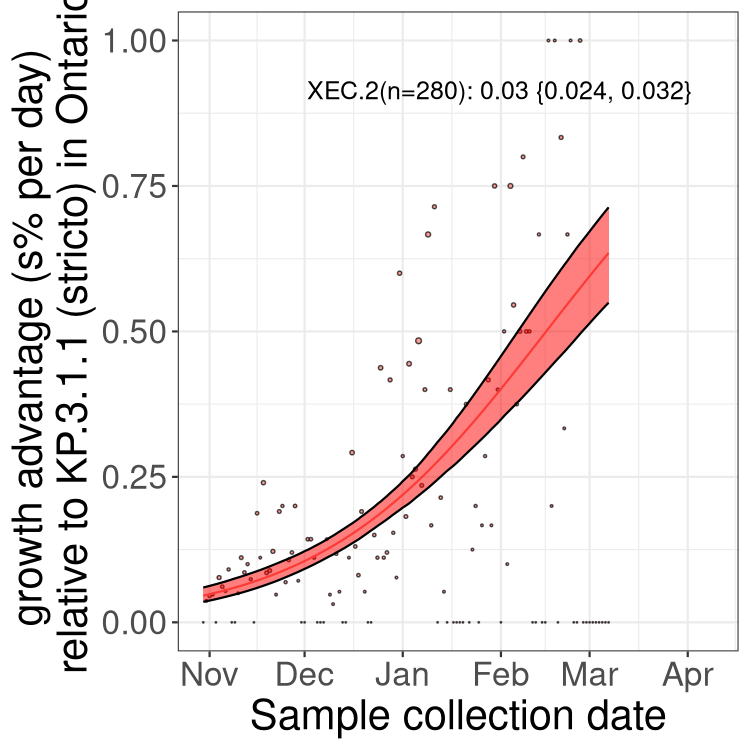 growth advantage (s% per day)
relative to KP.3.1.1 (stricto) in Ontario
1.00
0.75
0.50
0.25
0.00
XEC.2(n=280): 0.03 {0.024, 0.032}
Nov Dec Jan Feb Mar Apr
Sample collection date